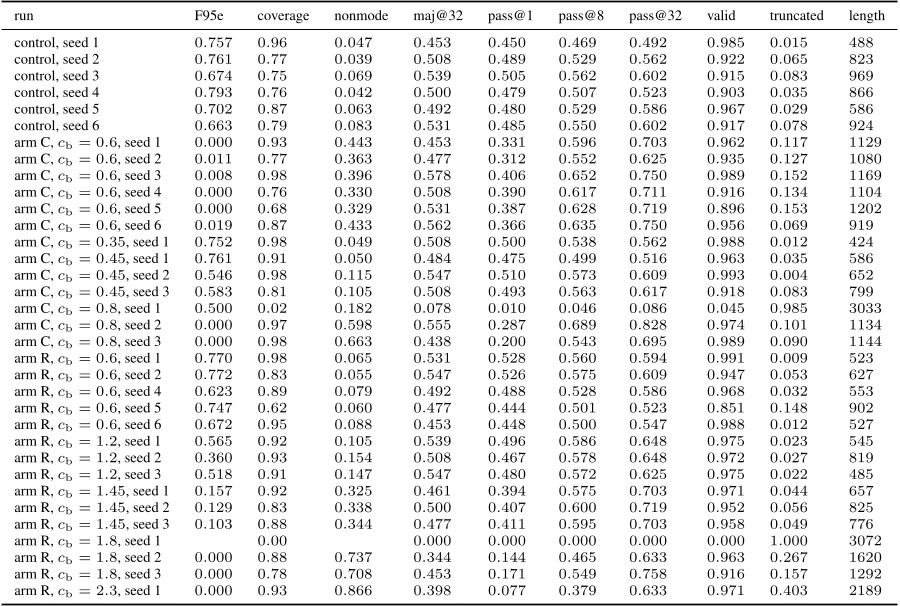 run F95e coverage nonmode maj@32 pass@1 pass@8 pass@32 valid truncated length
control, seed 1 0.757 0.96 0.047 0.453 0.450 0.469 0.492 0.985 0.015 488
control, seed 2 0.761 0.77 0.039 0.508 0.489 0.529 0.562 0.922 0.065 823
control, seed 3 0.674 0.75 0.069 0.539 0.505 0.562 0.602 0.915 0.083 969
control, seed 4 0.793 0.76 0.042 0.500 0.479 0.507 0.523 0.903 0.035 866
control, seed 5 0.702 0.87 0.063 0.492 0.480 0.529 0.586 0.967 0.029 586
control, seed 6 0.663 0.79 0.083 0.531 0.485 0.550 0.602 0.917 0.078 924
arm C, c_b = 0.6, seed 1 0.000 0.93 0.443 0.453 0.331 0.596 0.703 0.962 0.117 1129
arm C, c_b = 0.6, seed 2 0.011 0.77 0.363 0.477 0.312 0.552 0.625 0.935 0.127 1080
arm C, c_b = 0.6, seed 3 0.008 0.98 0.396 0.578 0.406 0.652 0.750 0.989 0.152 1169
arm C, c_b = 0.6, seed 4 0.000 0.76 0.330 0.508 0.390 0.617 0.711 0.916 0.134 1104
arm C, c_b = 0.6, seed 5 0.000 0.68 0.329 0.531 0.387 0.628 0.719 0.896 0.153 1202
arm C, c_b = 0.6, seed 6 0.019 0.87 0.433 0.562 0.366 0.635 0.750 0.956 0.069 919
arm C, c_b = 0.35, seed 1 0.752 0.98 0.049 0.508 0.500 0.538 0.562 0.988 0.012 424
arm C, c_b = 0.45, seed 1 0.761 0.91 0.050 0.484 0.475 0.499 0.516 0.963 0.035 586
arm C, c_b = 0.45, seed 2 0.546 0.98 0.115 0.547 0.510 0.573 0.609 0.993 0.004 652
arm C, c_b = 0.45, seed 3 0.583 0.81 0.105 0.508 0.493 0.563 0.617 0.918 0.083 799
arm C, c_b = 0.8, seed 1 0.500 0.02 0.182 0.078 0.010 0.046 0.086 0.045 0.985 3033
arm C, c_b = 0.8, seed 2 0.000 0.97 0.598 0.555 0.287 0.689 0.828 0.974 0.101 1134
arm C, c_b = 0.8, seed 3 0.000 0.98 0.663 0.438 0.200 0.543 0.695 0.989 0.090 1144
arm R, c_b = 0.6, seed 1 0.770 0.98 0.065 0.531 0.528 0.560 0.594 0.991 0.009 523
arm R, c_b = 0.6, seed 2 0.772 0.83 0.055 0.547 0.526 0.575 0.609 0.947 0.053 627
arm R, c_b = 0.6, seed 4 0.623 0.89 0.079 0.492 0.488 0.528 0.586 0.968 0.032 553
arm R, c_b = 0.6, seed 5 0.747 0.62 0.060 0.477 0.444 0.501 0.523 0.851 0.148 902
arm R, c_b = 0.6, seed 6 0.672 0.95 0.088 0.453 0.448 0.500 0.547 0.988 0.012 527
arm R, c_b = 1.2, seed 1 0.565 0.92 0.105 0.539 0.496 0.586 0.648 0.975 0.023 545
arm R, c_b = 1.2, seed 2 0.360 0.93 0.154 0.508 0.467 0.578 0.648 0.972 0.027 819
arm R, c_b = 1.2, seed 3 0.518 0.91 0.147 0.547 0.480 0.572 0.625 0.975 0.022 485
arm R, c_b = 1.45, seed 1 0.157 0.92 0.325 0.461 0.394 0.575 0.703 0.971 0.044 657
arm R, c_b = 1.45, seed 2 0.129 0.83 0.338 0.500 0.407 0.600 0.719 0.952 0.056 825
arm R, c_b = 1.45, seed 3 0.103 0.88 0.344 0.477 0.411 0.595 0.703 0.958 0.049 776
arm R, c_b = 1.8, seed 1 0.00 0.000 0.000 0.000 0.000 0.000 1.000 3072
arm R, c_b = 1.8, seed 2 0.000 0.88 0.737 0.344 0.144 0.465 0.633 0.963 0.267 1620
arm R, c_b = 1.8, seed 3 0.000 0.78 0.708 0.453 0.171 0.549 0.758 0.916 0.157 1292
arm R, c_b = 2.3, seed 1 0.000 0.93 0.866 0.398 0.077 0.379 0.633 0.971 0.403 2189